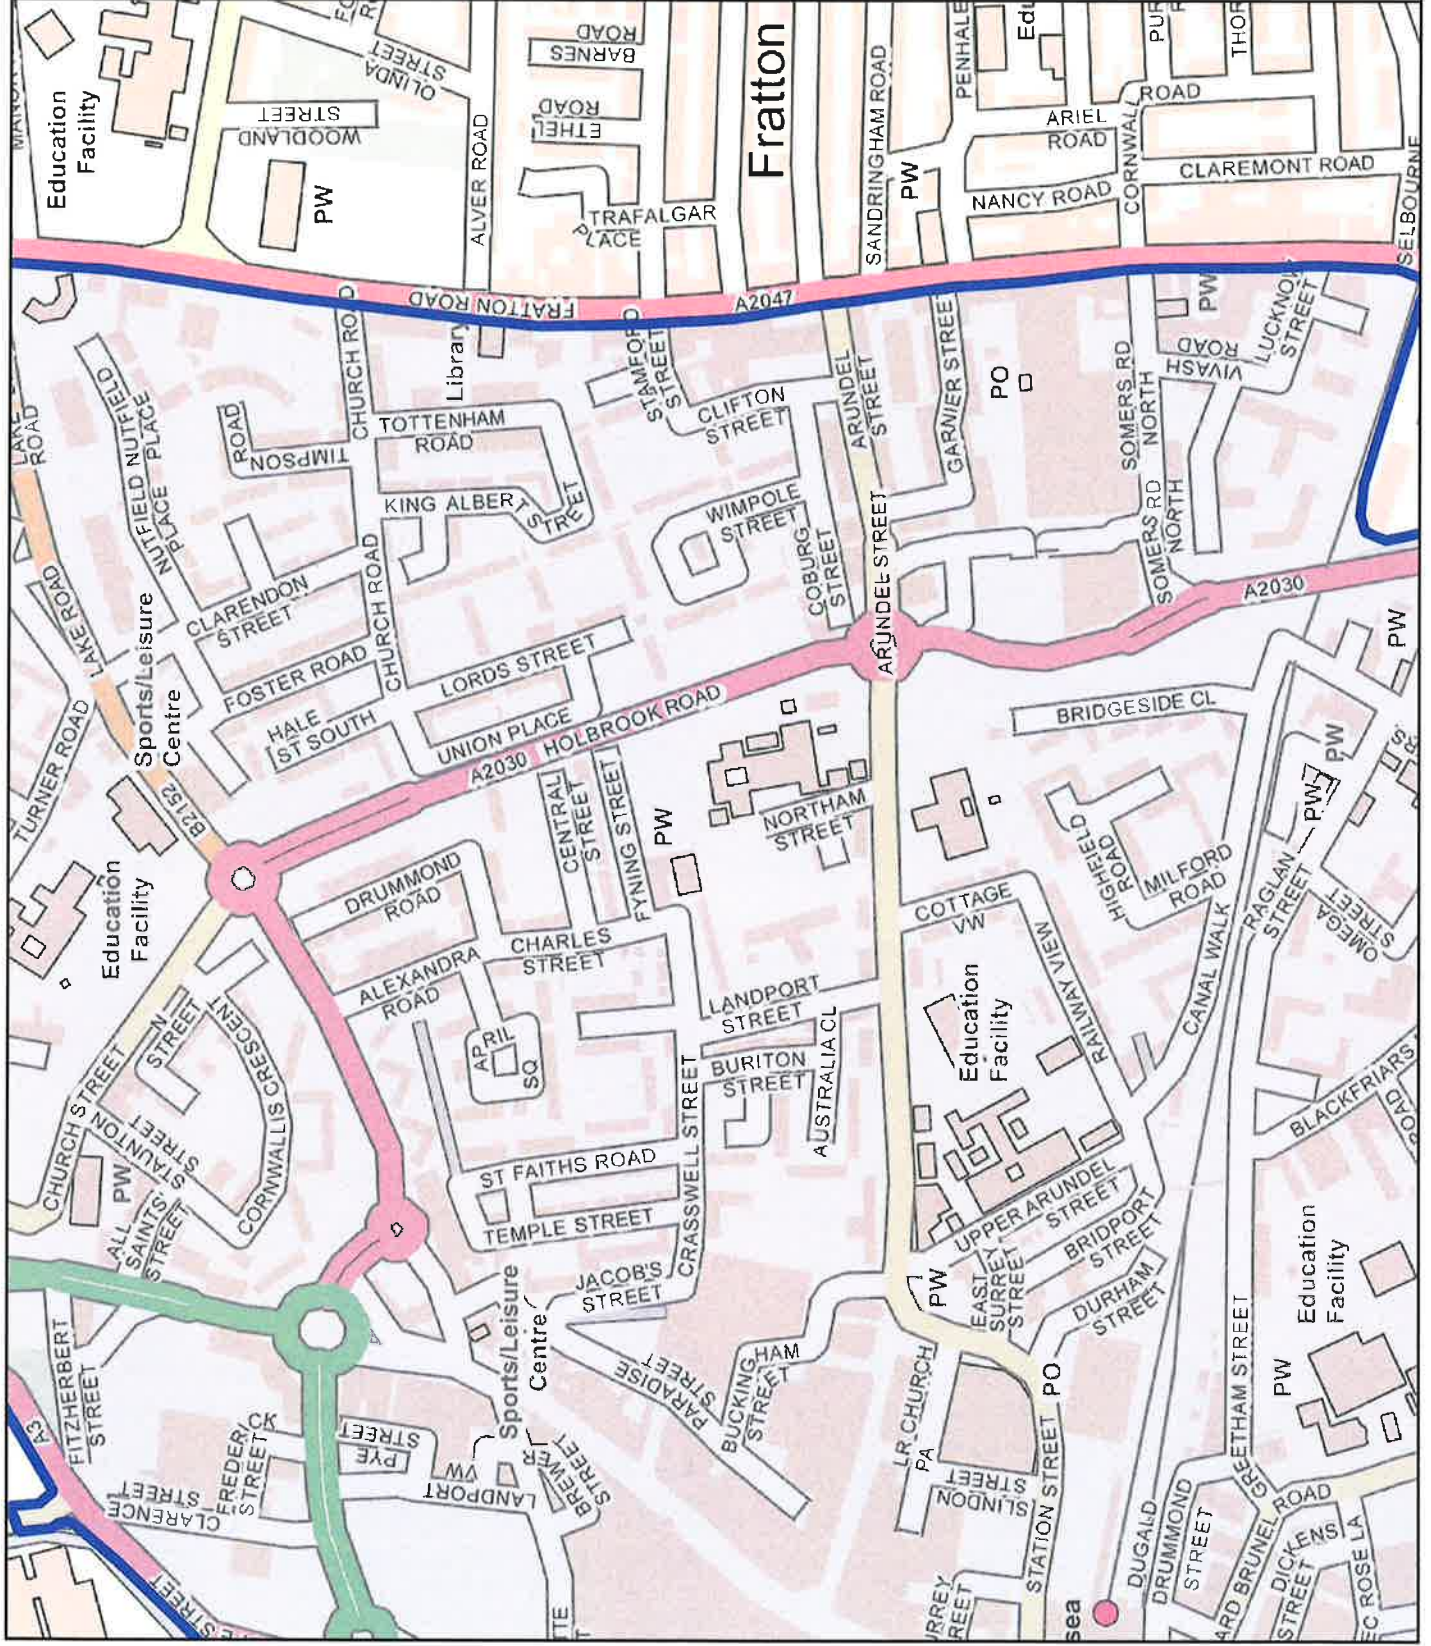 Education
Facility
WOODLAND
STREET
OLINDA
STREET
PW
ALVER ROAD
BARNES
ROAD
ETHEL
ROAD
TRAFALGAR
PLACE
Fratton
SANDRINGHAM ROAD
PW
PENHALE
ARIEL
ROAD
NANCY ROAD
CORNWALL
ROAD
CLAREMONT ROAD
SELBOURNE
FRATTON ROAD
A2047
LAKE
ROAD
NUTFIELD
PLACE
NUTFIELD
PLACE
TIMPSON
ROAD
CHURCH ROAD
Library
TOTTENHAM
ROAD
KING ALBERT STREET
STAMFORD
STREET
CLIFTON
STREET
ARUNDEL
STREET
GARNIER STREET
PO
SOMERS RD
NORTH
VIVASH
ROAD
PW
LUCKNOW
STREET
WIMPOLE
STREET
COBURG
STREET
ARUNDEL STREET
SOMERS RD
NORTH
A2030
LAKE ROAD
Sports/Leisure
Centre
CLARENDON
STREET
CHURCH ROAD
FOSTER ROAD
HALE
ST SOUTH
LORDS STREET
UNION PLACE
A2030
HOLBROOK ROAD
TURNER ROAD
B2152
Education
Facility
DRUMMOND
ROAD
CENTRAL
STREET
FYNING STREET
PW
NORTHAM
STREET
BRIDGESIDE CL
HIGHFIELD
ROAD
MILFORD
ROAD
PW
PW
PW
RAGLAN
STREET
OMEGA
STREET
ALEXANDRA
ROAD
CHARLES
STREET
APRIL
SQ
LANDPORT
STREET
BURITON
STREET
AUSTRALIA CL
COTTAGE
VW
RAILWAY VIEW
Education
Facility
CANAL WALK
CHURCH STREET
STAUNTON
STREET
CORNWALLIS CRESCENT
PW
ALL
SAINTS
STREET
ST FAITHS ROAD
TEMPLE STREET
CRASSWELL STREET
JACOB'S
STREET
Sports/Leisure
Centre
UPPER ARUNDEL
STREET
BRIDPORT
STREET
DURHAM
STREET
EAST
SURREY
STREET
PW
BLACKFRIARS
ROAD
Education
Facility
PW
GREETHAM STREET
A3
FITZHERBERT
STREET
FREDERICK
STREET
CLARENCE
STREET
PYE
STREET
LANDPORT
VW
BREWER
STREET
PARADISE
STREET
BUCKINGHAM
STREET
LR CHURCH
PA
SLINDON
STREET
STATION STREET
PO
DUGALD
DRUMMOND
STREET
ROAD
DICKENS
STREET